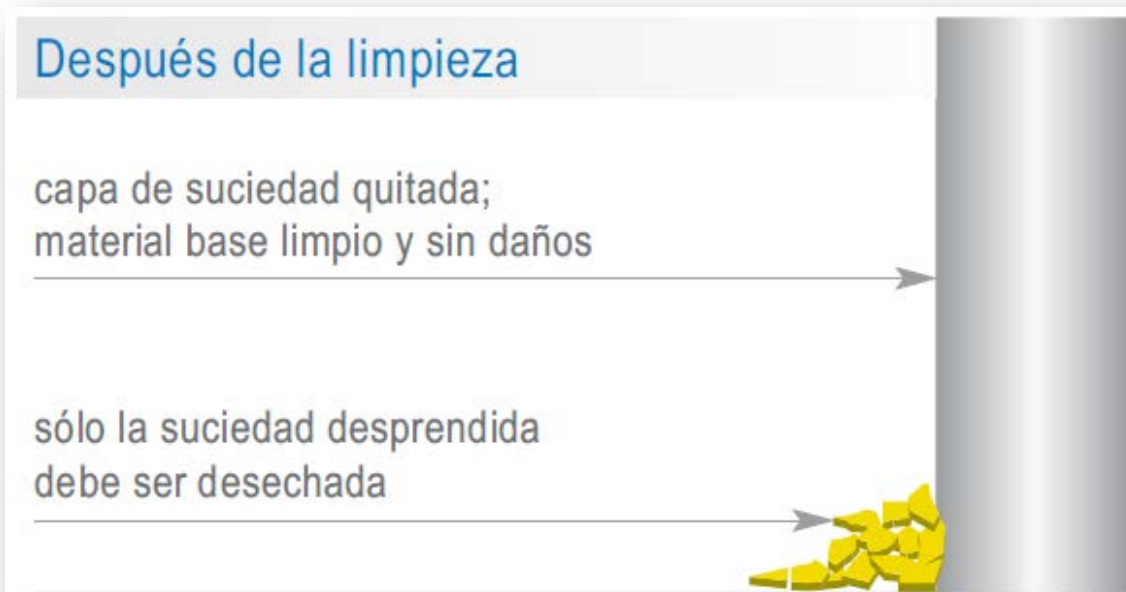 Después de la limpieza
capa de suciedad quitada;
material base limpio y sin daños
sólo la suciedad desprendida
debe ser desechada